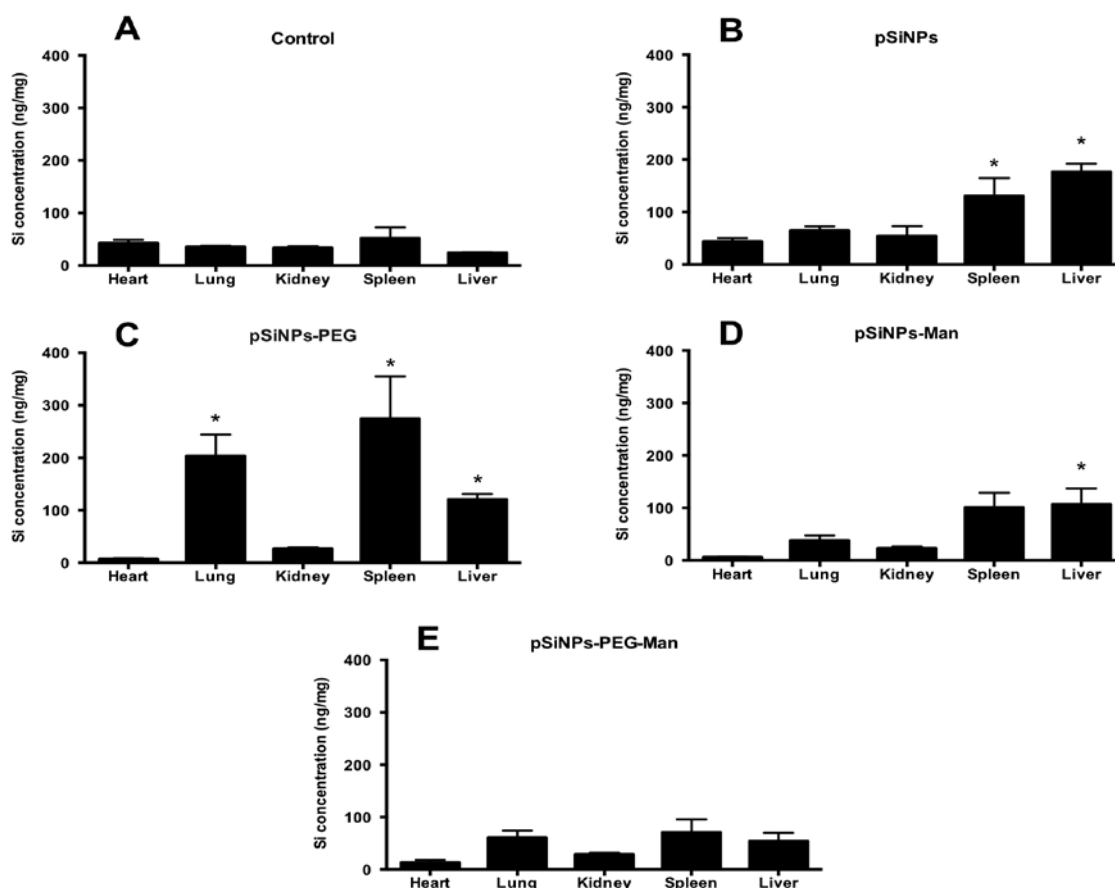 A
Control
Si concentration (ng/mg)
400
300
200
100
0
Heart Lung Kidney Spleen Liver
B
pSiNPs
Si concentration (ng/mg)
400
300
200
100
0
* *
Heart Lung Kidney Spleen Liver
C
pSiNPs-PEG
Si concentration (ng/mg)
400
300
200
100
0
* * *
Heart Lung Kidney Spleen Liver
D
pSiNPs-Man
Si concentration (ng/mg)
400
300
200
100
0
*
Heart Lung Kidney Spleen Liver
E
pSiNPs-PEG-Man
Si concentration (ng/mg)
400
300
200
100
0
Heart Lung Kidney Spleen Liver